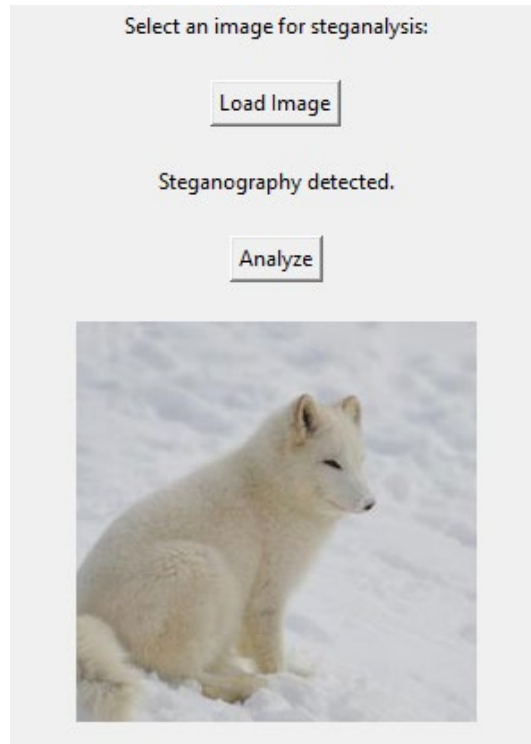 Select an image for steganalysis:
Load Image
Steganography detected.
Analyze